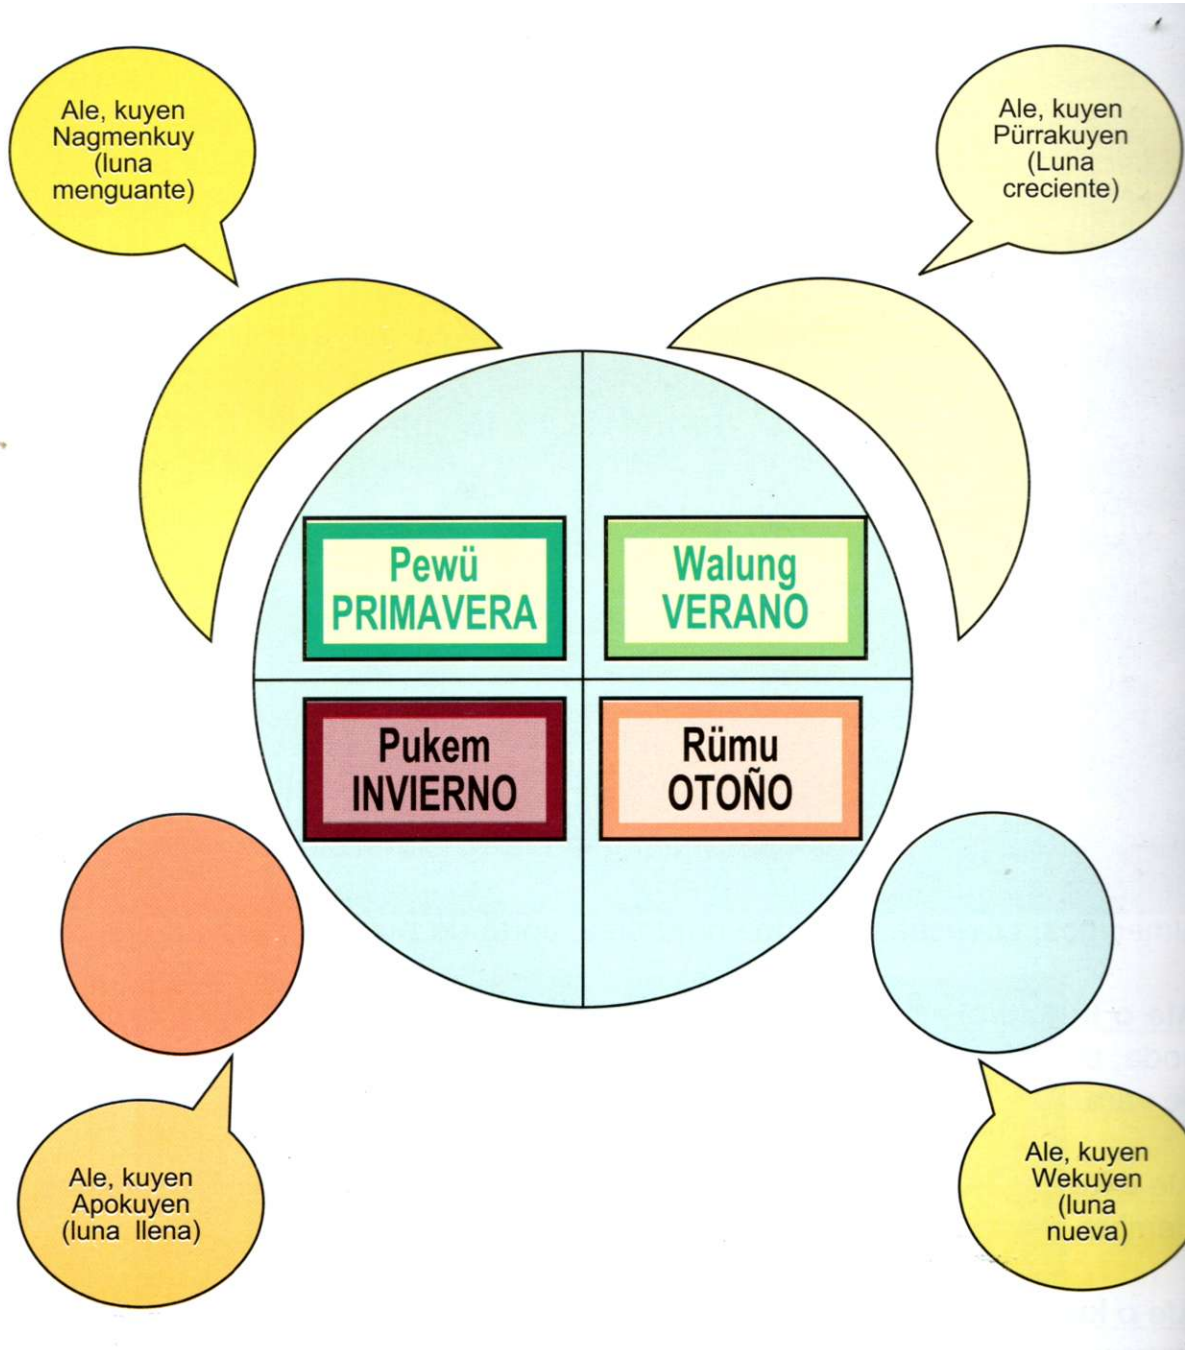 Ale, kuyen
Nagmenkuy
(luna
menguante)
Ale, kuyen
Pürrakuyen
(Luna
creciente)
Pewü
PRIMAVERA
Walung
VERANO
Pukem
INVIERNO
Rümu
OTOÑO
Ale, kuyen
Apokuyen
(luna llena)
Ale, kuyen
Wekuyen
(luna
nueva)